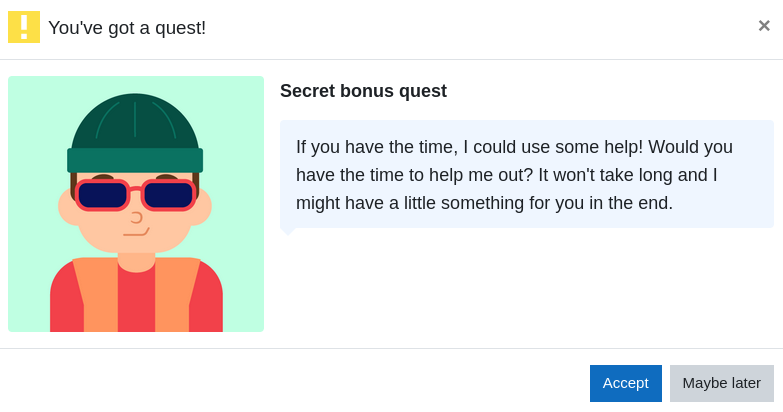 You've got a quest!
Secret bonus quest
If you have the time, I could use some help! Would you
have the time to help me out? It won't take long and I
might have a little something for you in the end.
Accept
Maybe later